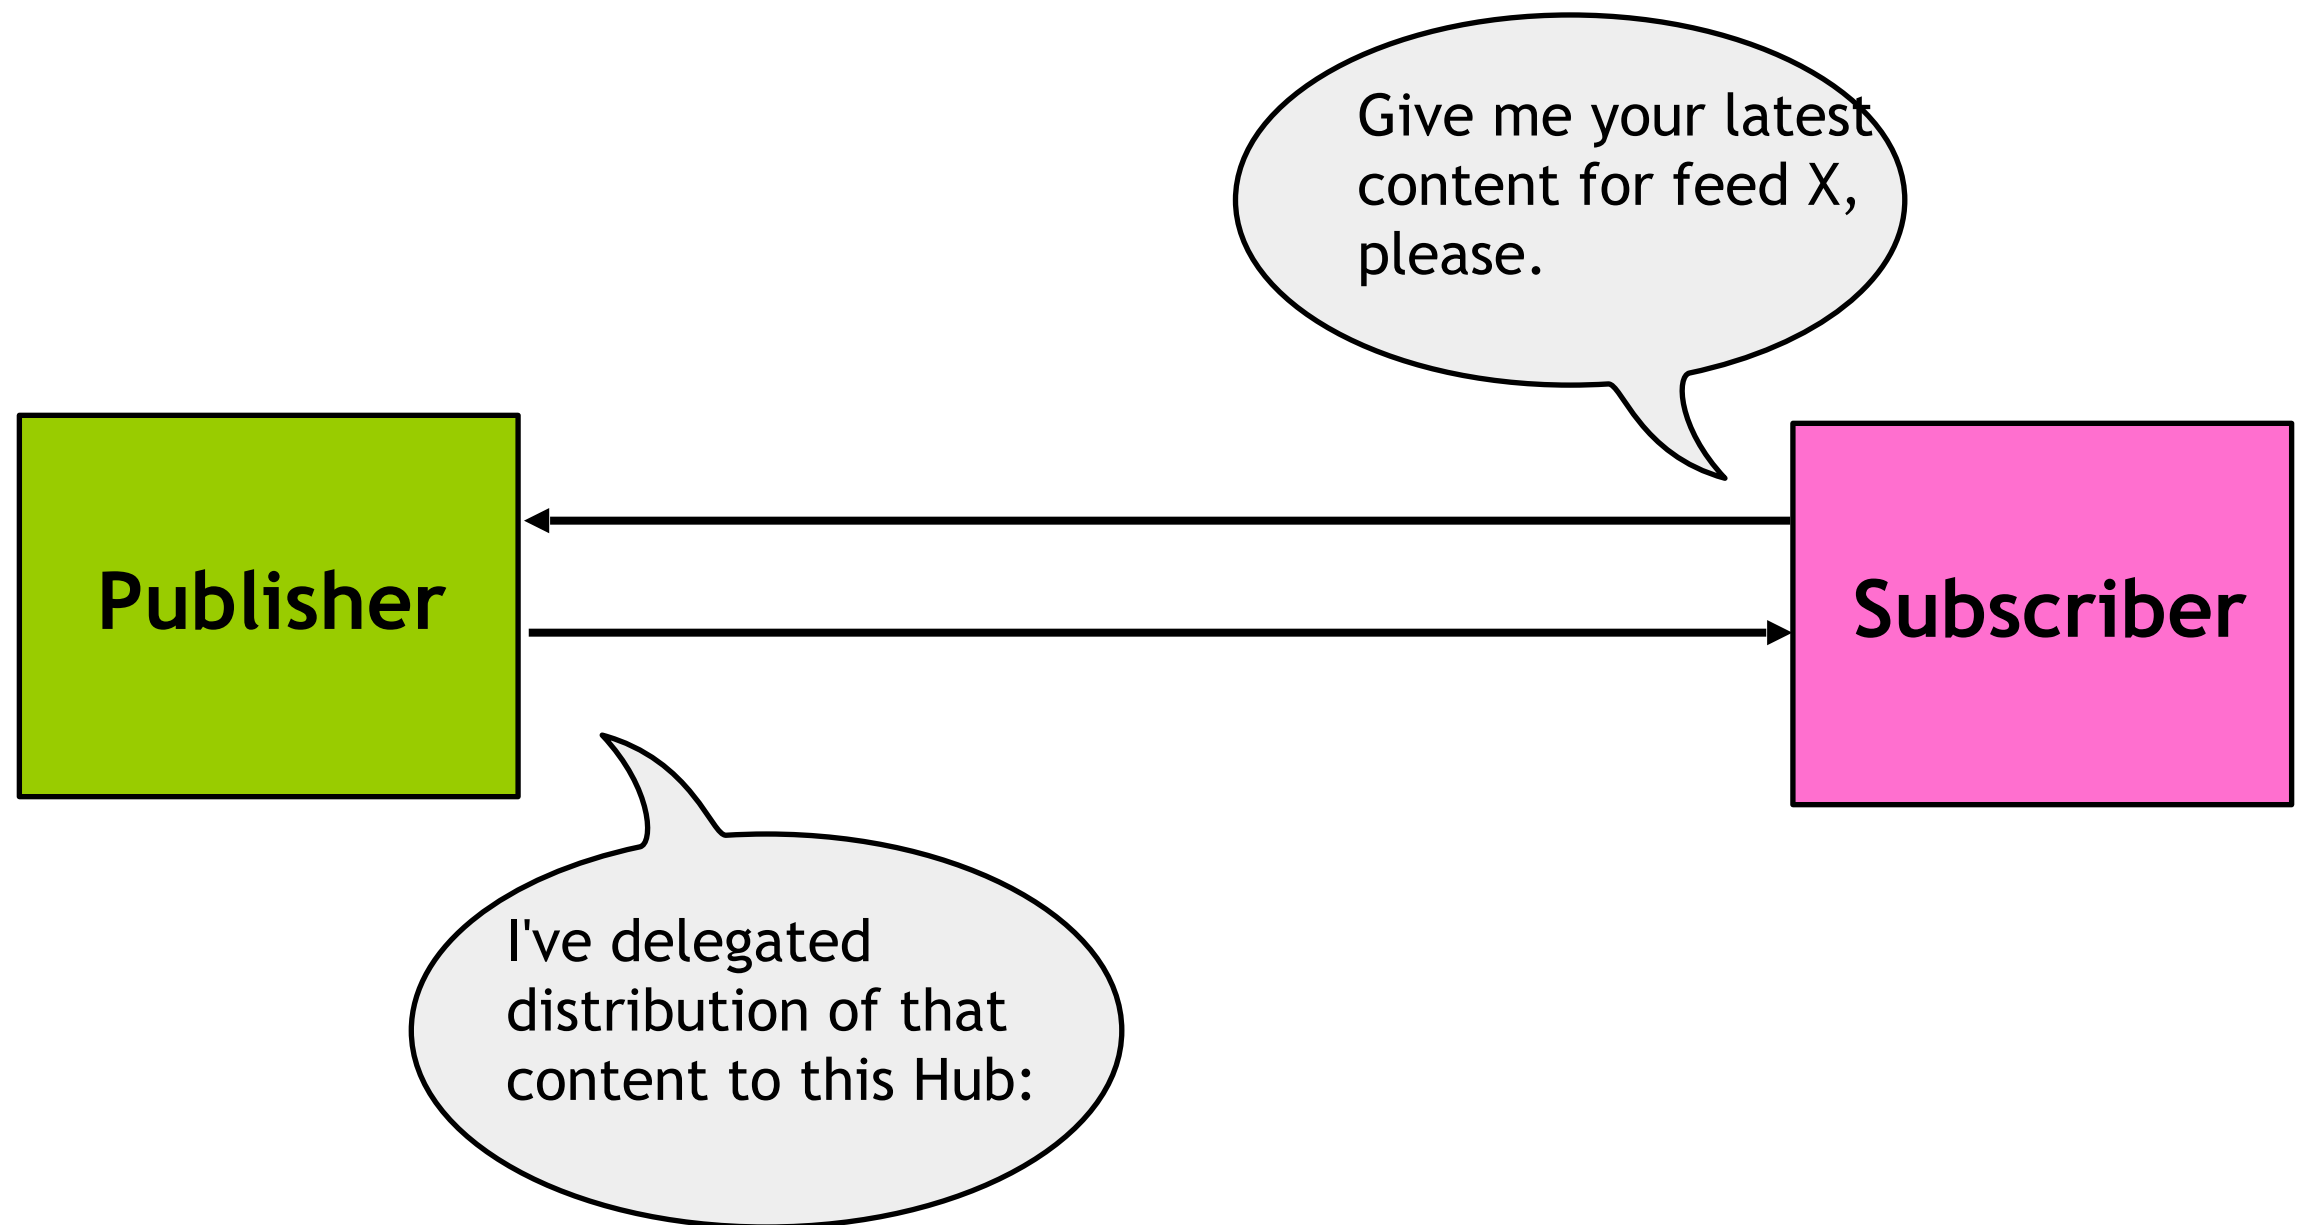 Give me your latest
content for feed X,
please.
Publisher
Subscriber
I've delegated
distribution of that
content to this Hub: